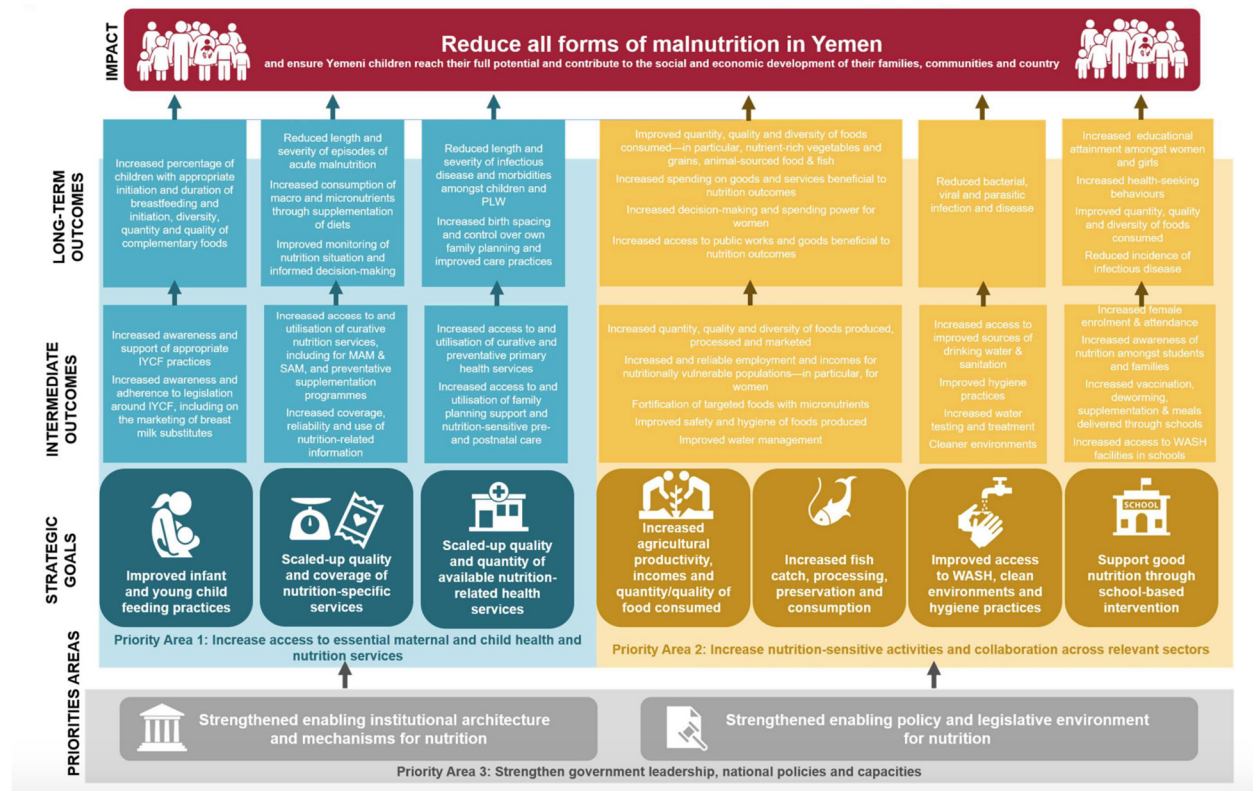 IMPACT
Reduce all forms of malnutrition in Yemen
and ensure Yemeni children reach their full potential and contribute to the social and economic development of their families, communities and country
LONG-TERM
OUTCOMES
Increased percentage of
children with appropriate
initiation and duration of
breastfeeding and
initiation, diversity,
quantity and quality of
complementary foods
Reduced length and
severity of episodes of
acute malnutrition
Increased consumption of
macro and micronutrients
through supplementation
of diets
Improved monitoring of
nutrition situation and
informed decision-making
Reduced length and
severity of infectious
disease and morbidities
amongst children and
PLW
Increased birth spacing
and control over own
family planning and
improved care practices
Improved quantity, quality and diversity of foods
consumed—in particular, nutrient-rich vegetables and
grains, animal-sourced food & fish
Increased spending on goods and services beneficial to
nutrition outcomes
Increased decision-making and spending power for
women
Increased access to public works and goods beneficial to
nutrition outcomes
Reduced bacterial,
viral and parasitic
infection and disease
Increased educational
attainment amongst women
and girls
Increased health-seeking
behaviours
Improved quantity, quality
and diversity of foods
consumed
Reduced incidence of
infectious disease
INTERMEDIATE
OUTCOMES
Increased awareness and
support of appropriate
IYCF practices
Increased awareness and
adherence to legislation
around IYCF, including on
the marketing of breast
milk substitutes
Increased access to and
utilisation of curative
nutrition services,
including for MAM &
SAM, and preventative
supplementation
programmes
Increased coverage,
reliability and use of
nutrition-related
information
Increased access to and
utilisation of curative and
preventative primary
health services
Increased access to and
utilisation of family
planning support and
nutrition-sensitive pre-
and postnatal care
Increased quantity, quality and diversity of foods produced,
processed and marketed
Increased and reliable employment and incomes for
nutritionally vulnerable populations—in particular, for
women
Fortification of targeted foods with micronutrients
Improved safety and hygiene of foods produced
Improved water management
Increased access to
improved sources of
drinking water &
sanitation
Improved hygiene
practices
Increased water
testing and treatment
Cleaner environments
Increased female
enrolment & attendance
Increased awareness of
nutrition amongst students
and families
Increased vaccination,
deworming,
supplementation & meals
delivered through schools
Increased access to WASH
facilities in schools
STRATEGIC
GOALS
Improved infant
and young child
feeding practices
Scaled-up quality
and coverage of
nutrition-specific
services
Scaled-up quality
and quantity of
available nutrition-
related health
services
Increased
agricultural
productivity,
incomes and
quantity/quality of
food consumed
Increased fish
catch, processing,
preservation and
consumption
Improved access
to WASH, clean
environments and
hygiene practices
SCHOOL
Support good
nutrition through
school-based
intervention
PRIORITIES AREAS
Priority Area 1: Increase access to essential maternal and child health and
nutrition services
Priority Area 2: Increase nutrition-sensitive activities and collaboration across relevant sectors
Strengthened enabling institutional architecture
and mechanisms for nutrition
Strengthened enabling policy and legislative environment
for nutrition
Priority Area 3: Strengthen government leadership, national policies and capacities